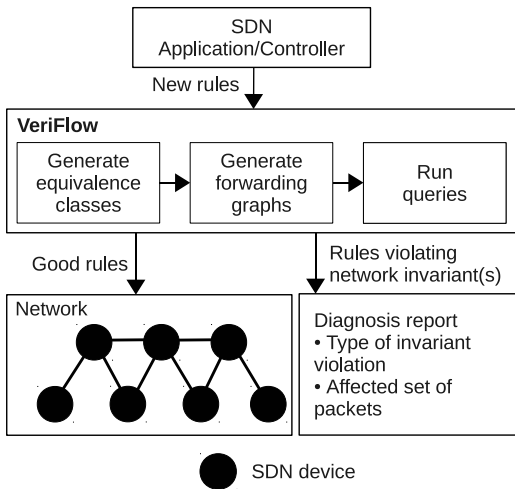 SDN
Application/Controller
New rules
VeriFlow
Generate
equivalence
classes
Generate
forwarding
graphs
Run
queries
Good rules
Rules violating
network invariant(s)
Network
Diagnosis report
• Type of invariant
violation
• Affected set of
packets
SDN device